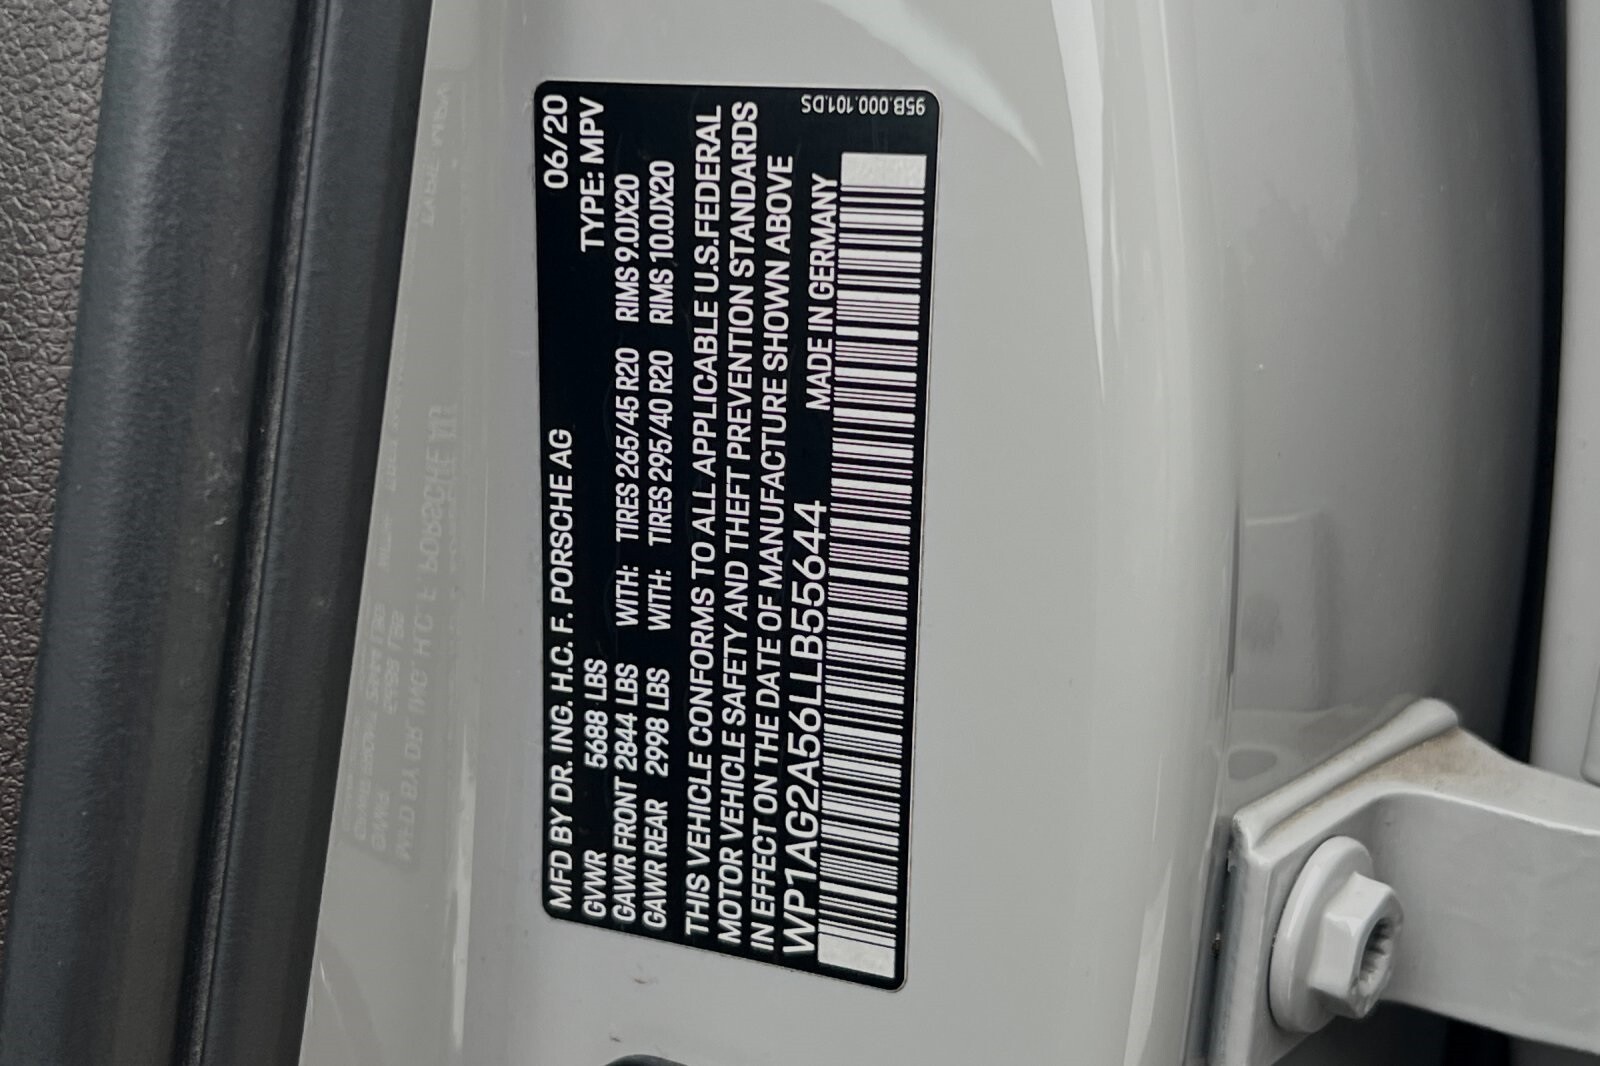 MFD BY DR. ING. H.C. F. PORSCHE AG 06/20
GVWR 5688 LBS TYPE: MPV
GAWR FRONT 2844 LBS WITH: TIRES 265/45 R20 RIMS 9.0JX20
GAWR REAR 2998 LBS WITH: TIRES 295/40 R20 RIMS 10.0JX20
THIS VEHICLE CONFORMS TO ALL APPLICABLE U.S.FEDERAL
MOTOR VEHICLE SAFETY AND THEFT PREVENTION STANDARDS
IN EFFECT ON THE DATE OF MANUFACTURE SHOWN ABOVE
WP1AG2A56LLB55644 MADE IN GERMANY
95B.000.101.DS